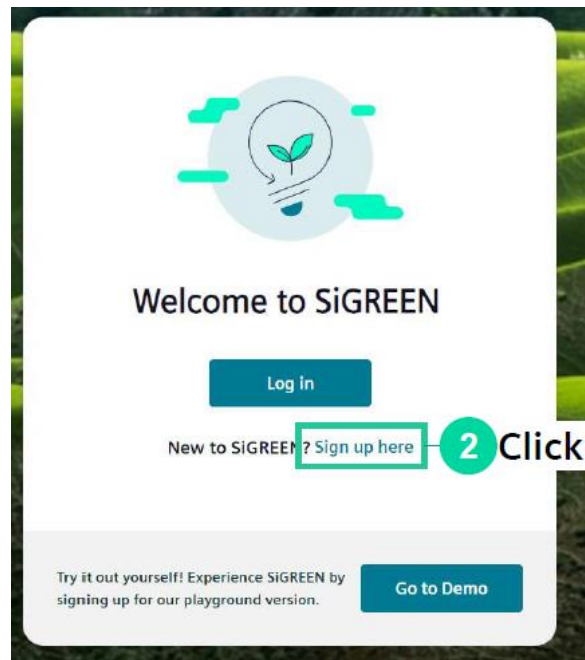 Welcome to SiGREEN
Log in
New to SiGREEN? Sign up here
2 Click
Try it out yourself! Experience SiGREEN by
signing up for our playground version.
Go to Demo